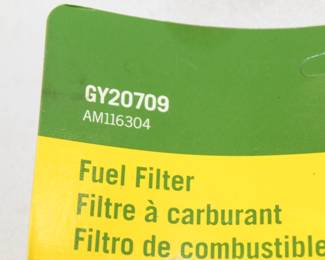 GY20709
AM116304
Fuel Filter
Filtre à carburant
Filtro de combustible